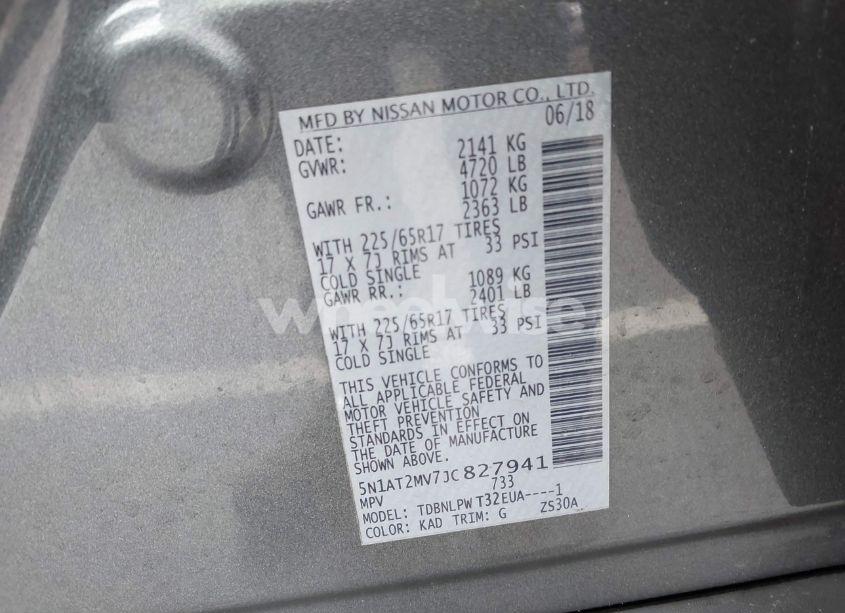 MFD BY NISSAN MOTOR CO., LTD.
DATE: 06/18
GVWR: 2141 KG
4720 LB
GAWR FR.: 1072 KG
2363 LB
WITH 225/65R17 TIRES
17 X 7J RIMS AT 33 PSI
COLD SINGLE
GAWR RR.: 1089 KG
2401 LB
WITH 225/65R17 TIRES
17 X 7J RIMS AT 33 PSI
COLD SINGLE
THIS VEHICLE CONFORMS TO
ALL APPLICABLE FEDERAL
MOTOR VEHICLE SAFETY AND
THEFT PREVENTION
STANDARDS IN EFFECT ON
THE DATE OF MANUFACTURE
SHOWN ABOVE.
5N1AT2MV7JC827941
MPV 733
MODEL: TDBNLPW T32EUA----1
COLOR: KAD TRIM: G ZS30A
wheelwise